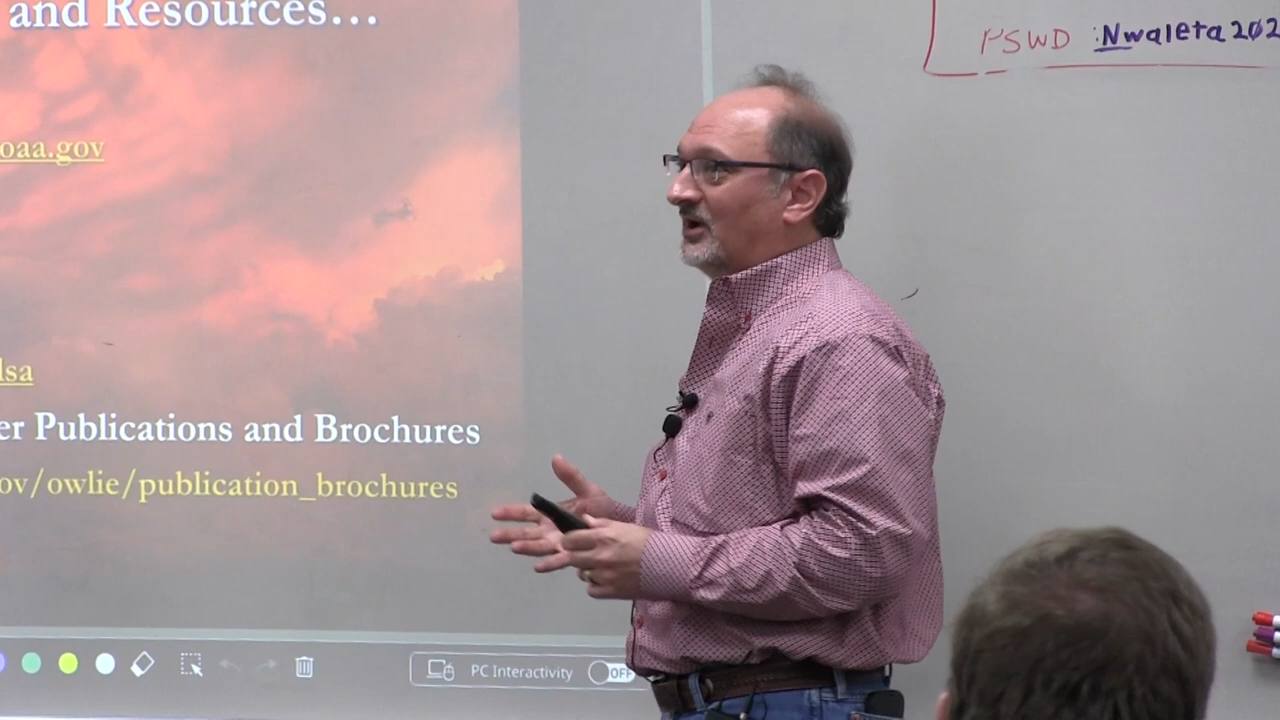 and Resources...
oaa.gov
lsa
er Publications and Brochures
ov/owlie/publication_brochures
PC Interactivity OFF
PSWD : Nwaleta202